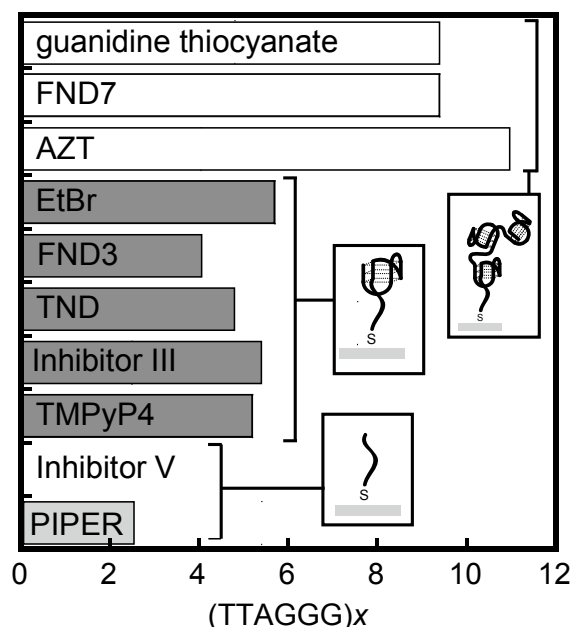 guanidine thiocyanate
FND7
AZT
EtBr
FND3
TND
Inhibitor III
TMPyP4
Inhibitor V
PIPER
S
S
S
0 2 4 6 8 10 12
(TTAGGG)x